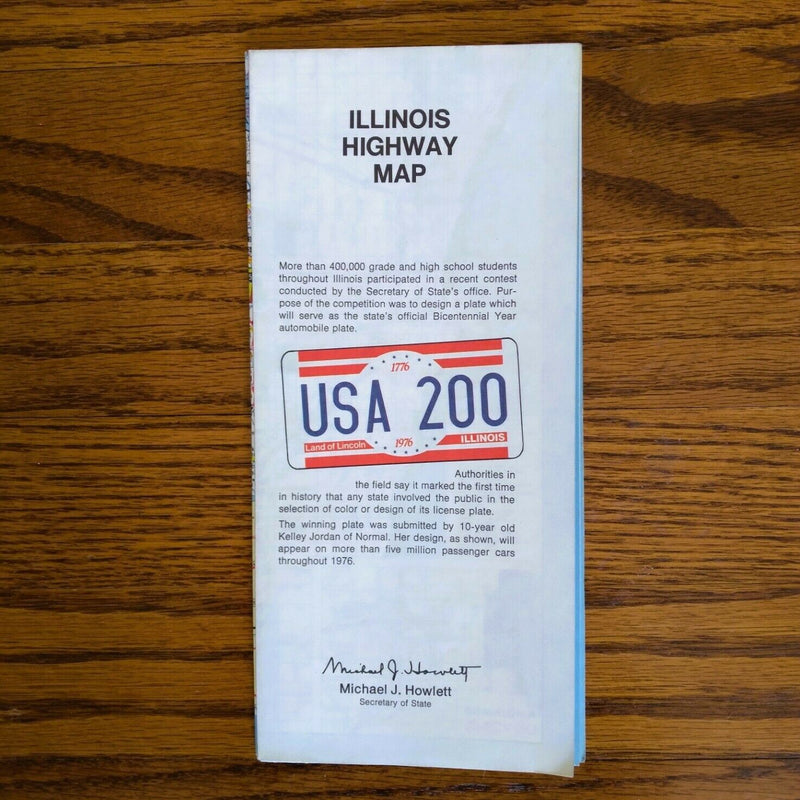 ILLINOIS
HIGHWAY
MAP
More than 400,000 grade and high school students
throughout Illinois participated in a recent contest
conducted by the Secretary of State's office. Pur-
pose of the competition was to design a plate which
will serve as the state's official Bicentennial Year
automobile plate.
1776
USA 200
Land of Lincoln 1976 ILLINOIS
Authorities in
the field say it marked the first time
in history that any state involved the public in the
selection of color or design of its license plate.
The winning plate was submitted by 10-year old
Kelley Jordan of Normal. Her design, as shown, will
appear on more than five million passenger cars
throughout 1976.
Michael J. Howlett
Michael J. Howlett
Secretary of State